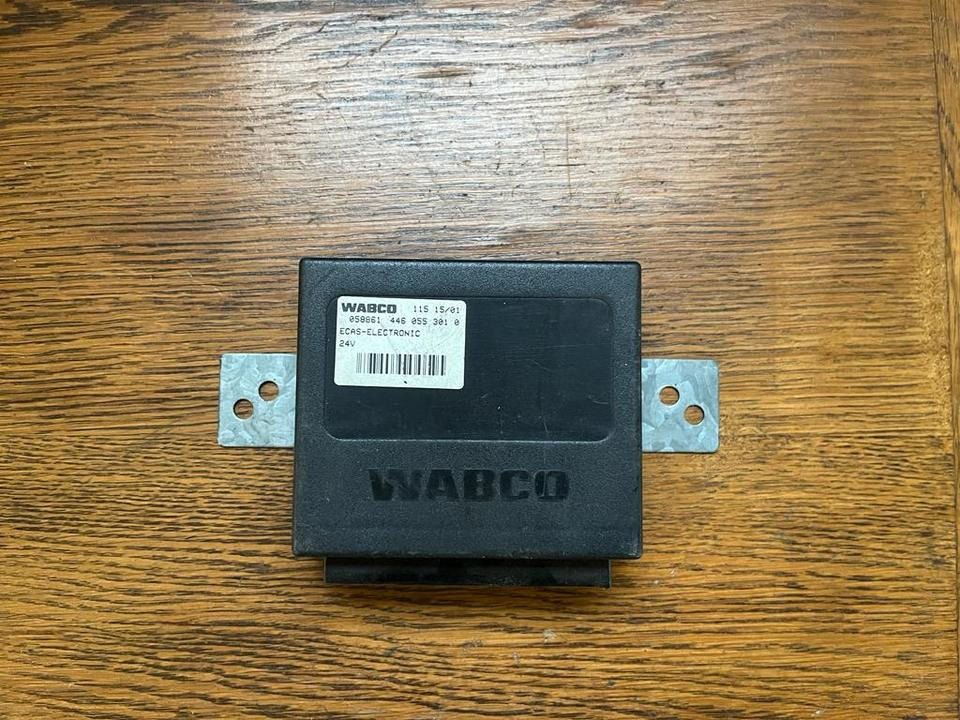 WABCO 115 15/01
058861 446 055 301 0
ECAS-ELECTRONIC
24V
WABCO